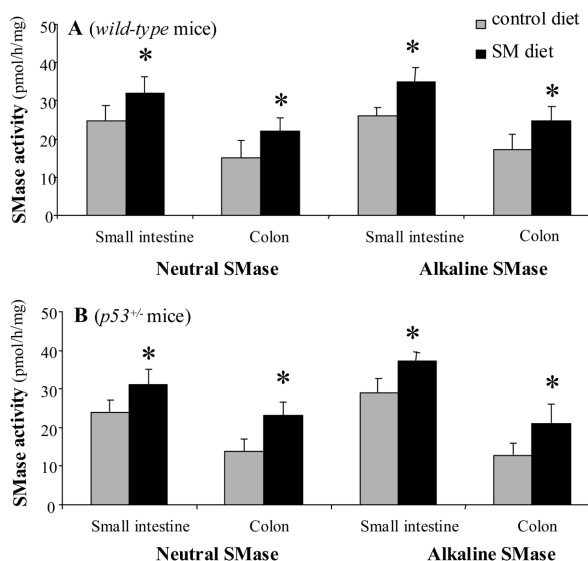 A (wild-type mice)
control diet
SM diet
SMase activity (pmol/h/mg)
50
40
30
20
10
0
*
*
*
*
Small intestine Colon Small intestine Colon
Neutral SMase Alkaline SMase
B (p53+/- mice)
SMase activity (pmol/h/mg)
50
40
30
20
10
0
*
*
*
*
Small intestine Colon Small intestine Colon
Neutral SMase Alkaline SMase